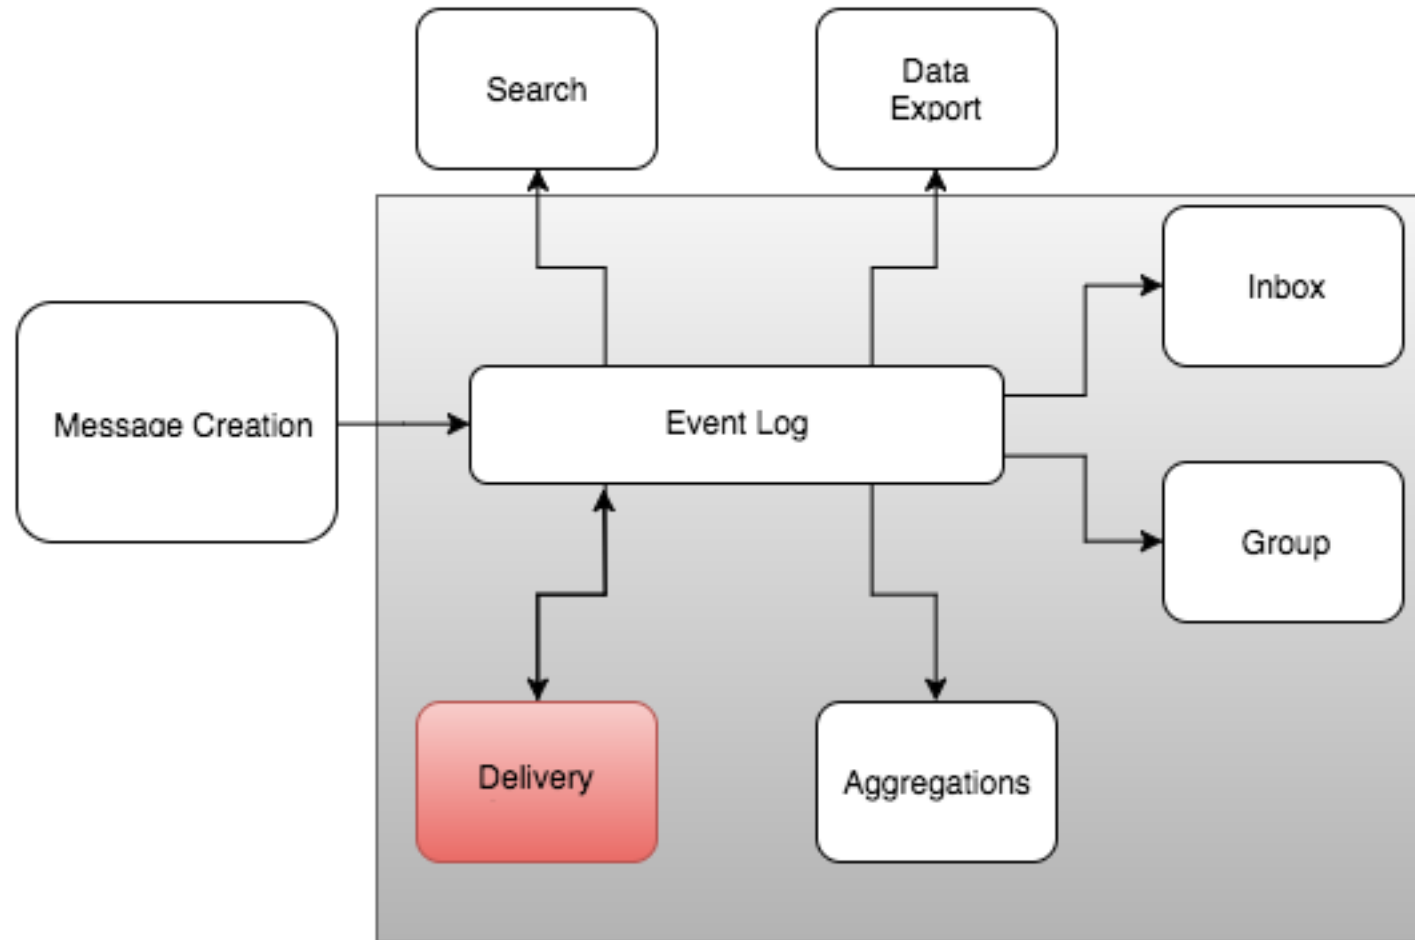 Search
Data
Export
Inbox
Message Creation
Event Log
Group
Delivery
Aggregations